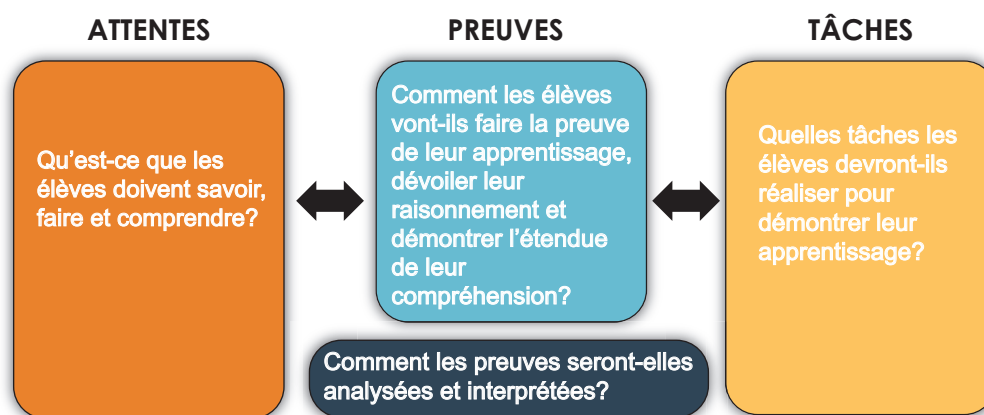 ATTENTES
PREUVES
TÂCHES
Qu'est-ce que les
élèves doivent savoir,
faire et comprendre?
Comment les élèves
vont-ils faire la preuve
de leur apprentissage,
dévoiler leur
raisonnement et
démontrer l'étendue
de leur
compréhension?
Quelles tâches les
élèves devront-ils
réaliser pour
démontrer leur
apprentissage?
Comment les preuves seront-elles
analysées et interprétées?